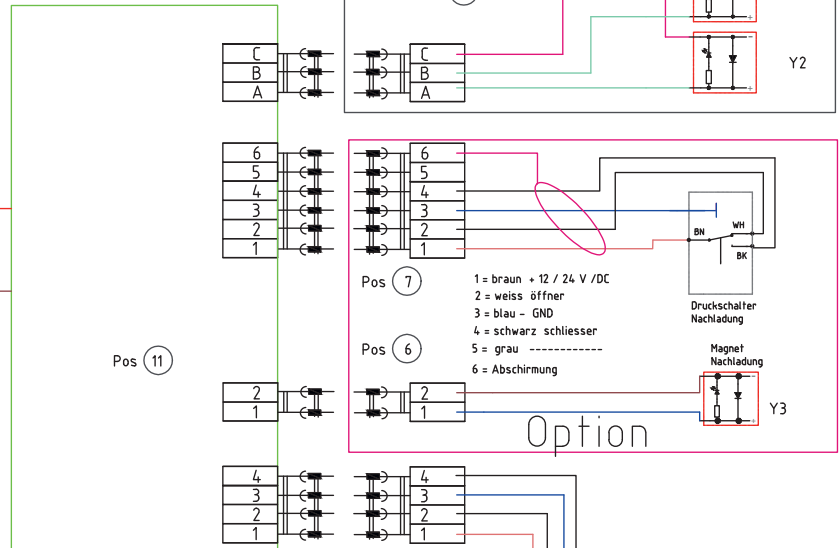 C
B
A
C
B
A
Y2
+
-
+
6
5
4
3
2
1
6
5
4
3
2
1
WH
BN
BK
Pos 7
1 = braun + 12 / 24 V /DC
2 = weiss öffner
3 = blau - GND
4 = schwarz schliesser
5 = grau ------------
6 = Abschirmung
Druckschalter
Nachladung
Pos 6
Pos 11
Magnet
Nachladung
2
1
2
1
-
+
Y3
Option
4
3
2
1
4
3
2
1